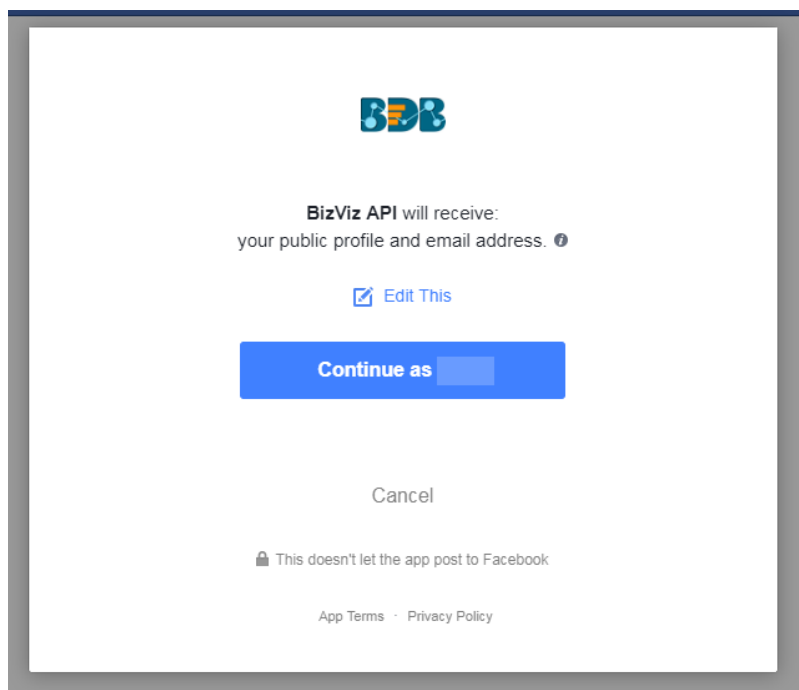 BDB
BizViz API will receive:
your public profile and email address.
Edit This
Continue as
Cancel
This doesn't let the app post to Facebook
App Terms · Privacy Policy